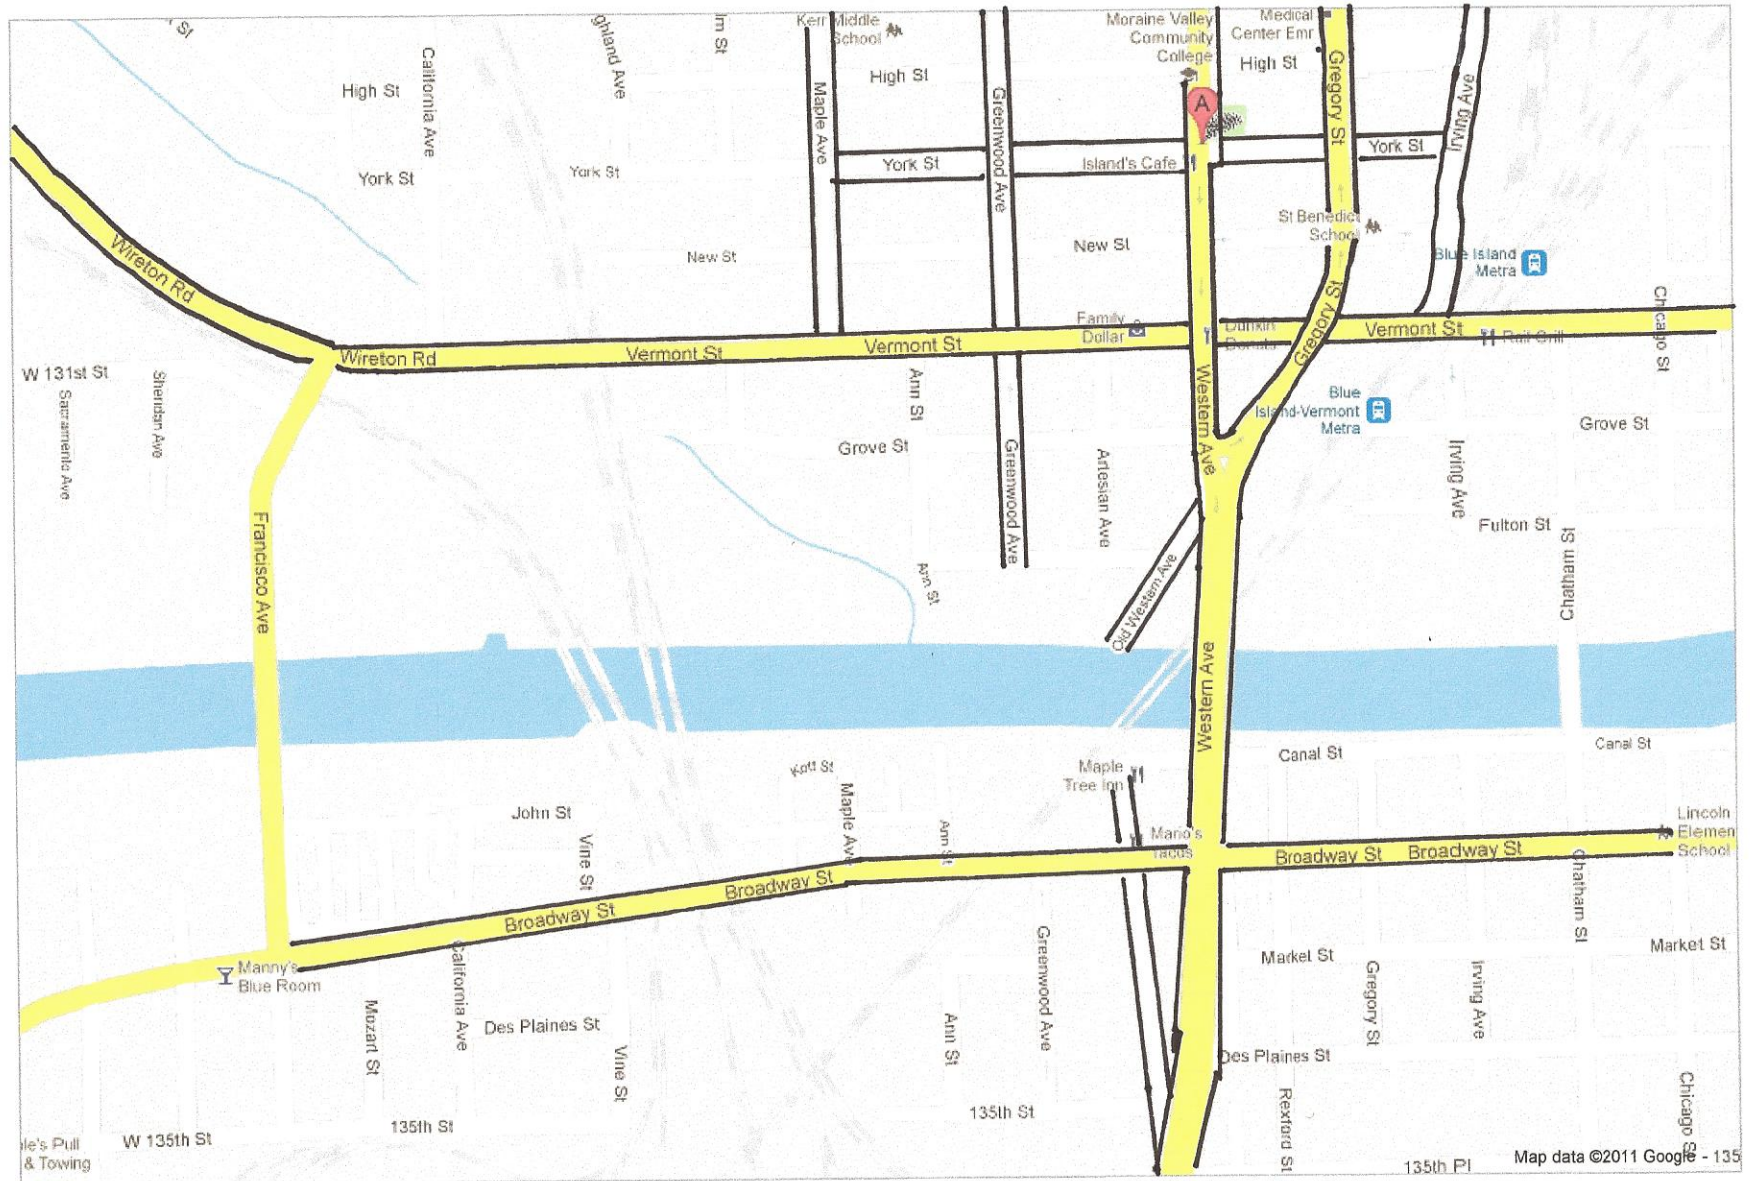 St
California Ave
ghland Ave
lm St
Kerr Middle
School
Moraine Valley
Community
College
Medical
Center Emr
High St
High St
High St
Maple Ave
Greenwood Ave
Gregory St
Irving Ave
A
York St
York St
York St
York St
Island's Cafe
St Benedict
School
New St
New St
Blue Island
Metra
Wireton Rd
Chicago St
Family
Dollar
Dunkin
Donuts
Gregory St
Vermont St
Rail Grill
Wireton Rd
Vermont St
Vermont St
W 131st St
Sacramento Ave
Sheridan Ave
Ann St
Western Ave
Blue
Island-Vermont
Metra
Grove St
Grove St
Greenwood Ave
Artesian Ave
Irving Ave
Fulton St
Francisco Ave
Ann St
Old Western Ave
Chatham St
Western Ave
Canal St
Canal St
Maple
Tree Inn
John St
Vine St
Maple Ave
Ann St
Mario's
Tacos
Lincoln
Elemen
School
Broadway St
Broadway St
Broadway St
Broadway St
Chatham St
California Ave
Greenwood Ave
Market St
Market St
Manny's
Blue Room
Mozart St
Des Plaines St
Vine St
Ann St
Gregory St
Irving Ave
Des Plaines St
Rexford St
Chicago St
135th St
135th St
W 135th St
le's Pull
& Towing
135th Pl
Map data ©2011 Google - 135